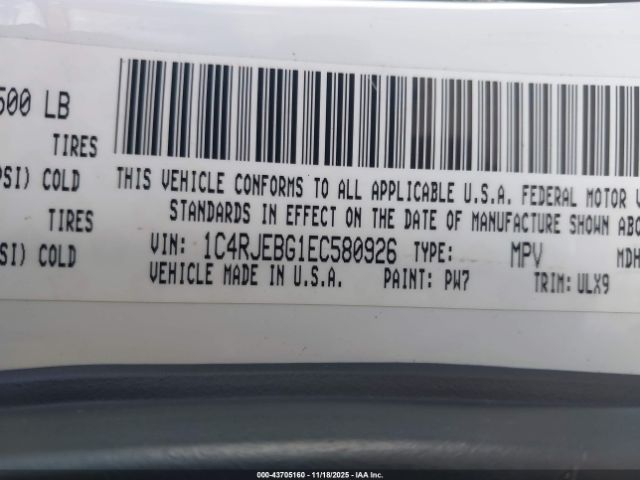 500 LB
TIRES
PSI) COLD
THIS VEHICLE CONFORMS TO ALL APPLICABLE U.S.A. FEDERAL MOTOR
TIRES
STANDARDS IN EFFECT ON THE DATE OF MANUFACTURE SHOWN ABO
SI) COLD
VIN: 1C4RJEBG1EC580926 TYPE: MPV MDH
VEHICLE MADE IN U.S.A. PAINT: PW7 TRIM: ULX9
000-43705160 - 11/18/2025 - IAA Inc.